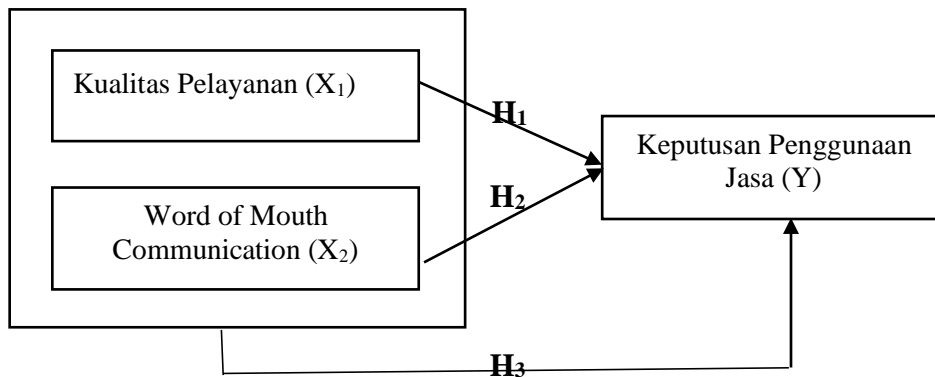 Kualitas Pelayanan (X₁)
H₁
Keputusan Penggunaan
Jasa (Y)
Word of Mouth
Communication (X₂)
H₂
H₃